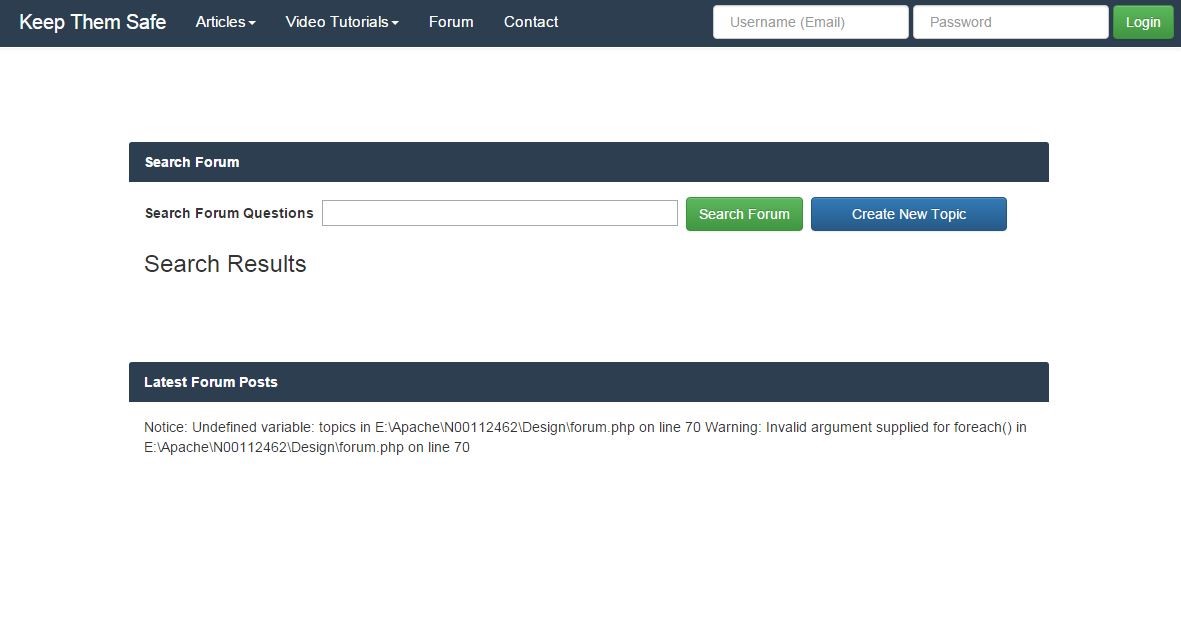 Keep Them Safe Articles Video Tutorials Forum Contact Username (Email) Password Login
Search Forum
Search Forum Questions Search Forum Create New Topic
Search Results
Latest Forum Posts
Notice: Undefined variable: topics in E:\Apache\N00112462\Design\forum.php on line 70 Warning: Invalid argument supplied for foreach() in
E:\Apache\N00112462\Design\forum.php on line 70